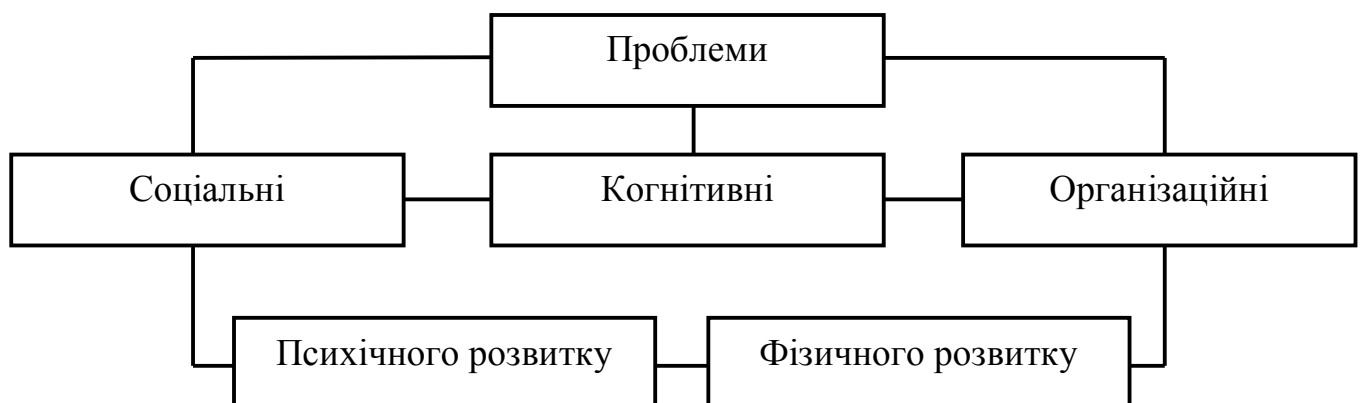 Проблеми
Соціальні
Когнітивні
Організаційні
Психічного розвитку
Фізичного розвитку